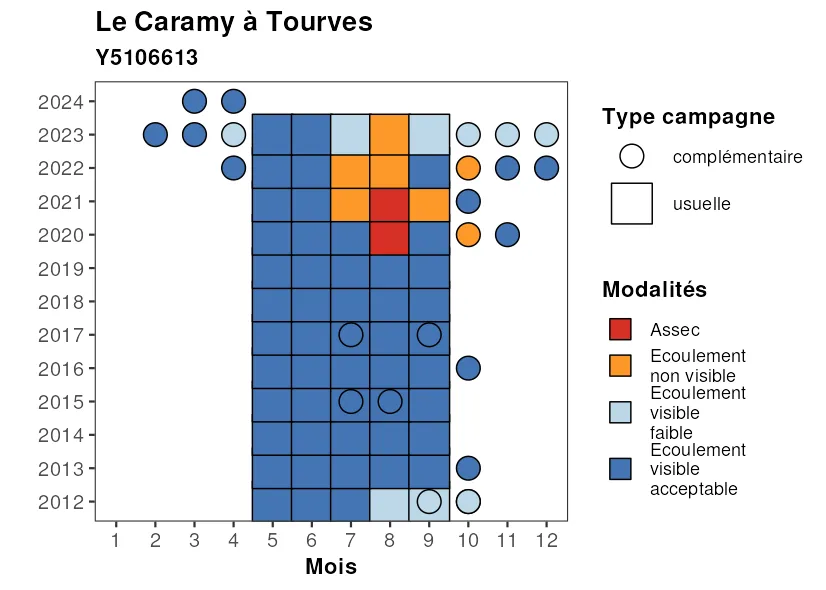 Le Caramy à Tourves
Y5106613
2024
2023
2022
2021
2020
2019
2018
2017
2016
2015
2014
2013
2012
1 2 3 4 5 6 7 8 9 10 11 12
Mois
Type campagne
complémentaire
usuelle
Modalités
Assec
Ecoulement
non visible
Ecoulement
visible
faible
Ecoulement
visible
acceptable